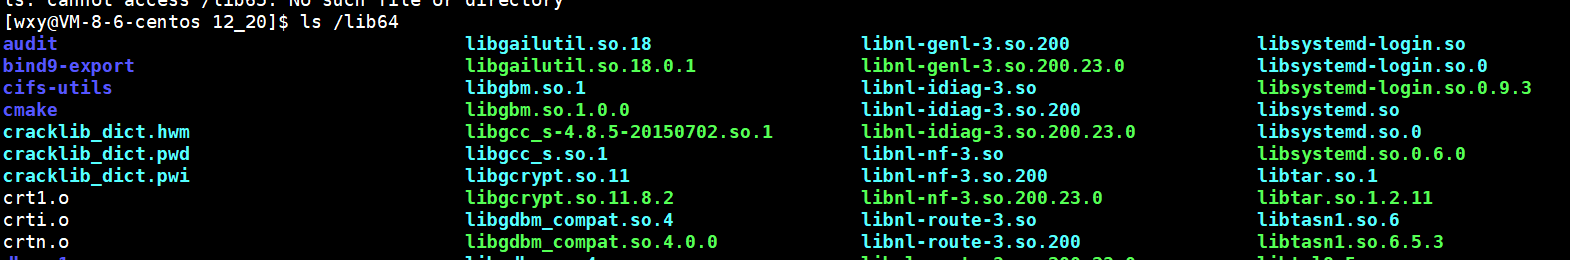 ls: cannot access /lib65: No such file or directory
[wxy@VM-8-6-centos 12_20]$ ls /lib64
audit libgailutil.so.18 libnl-genl-3.so.200 libsystemd-login.so
bind9-export libgailutil.so.18.0.1 libnl-genl-3.so.200.23.0 libsystemd-login.so.0
cifs-utils libgbm.so.1 libnl-idiag-3.so libsystemd-login.so.0.9.3
cmake libgbm.so.1.0.0 libnl-idiag-3.so.200 libsystemd.so
cracklib_dict.hwm libgcc_s-4.8.5-20150702.so.1 libnl-idiag-3.so.200.23.0 libsystemd.so.0
cracklib_dict.pwd libgcc_s.so.1 libnl-nf-3.so libsystemd.so.0.6.0
cracklib_dict.pwi libgcrypt.so.11 libnl-nf-3.so.200 libtar.so.1
crt1.o libgcrypt.so.11.8.2 libnl-nf-3.so.200.23.0 libtar.so.1.2.11
crti.o libgdbm_compat.so.4 libnl-route-3.so libtasn1.so.6
crtn.o libgdbm_compat.so.4.0.0 libnl-route-3.so.200 libtasn1.so.6.5.3
libnl-route-3.so.200.23.0